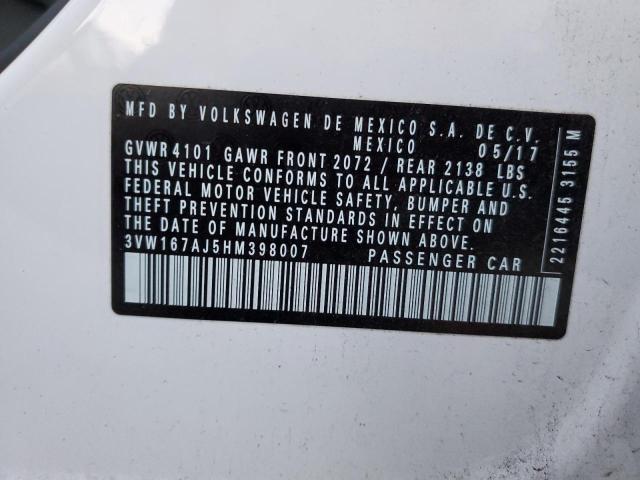 MFD BY VOLKSWAGEN DE MEXICO S.A. DE C.V.
MEXICO 05/17
GVWR 4101 GAWR FRONT 2072 / REAR 2138 LBS
THIS VEHICLE CONFORMS TO ALL APPLICABLE U.S.
FEDERAL MOTOR VEHICLE SAFETY, BUMPER AND
THEFT PREVENTION STANDARDS IN EFFECT ON
THE DATE OF MANUFACTURE SHOWN ABOVE.
3VW167AJ5HM398007 PASSENGER CAR
2216445 3155 M